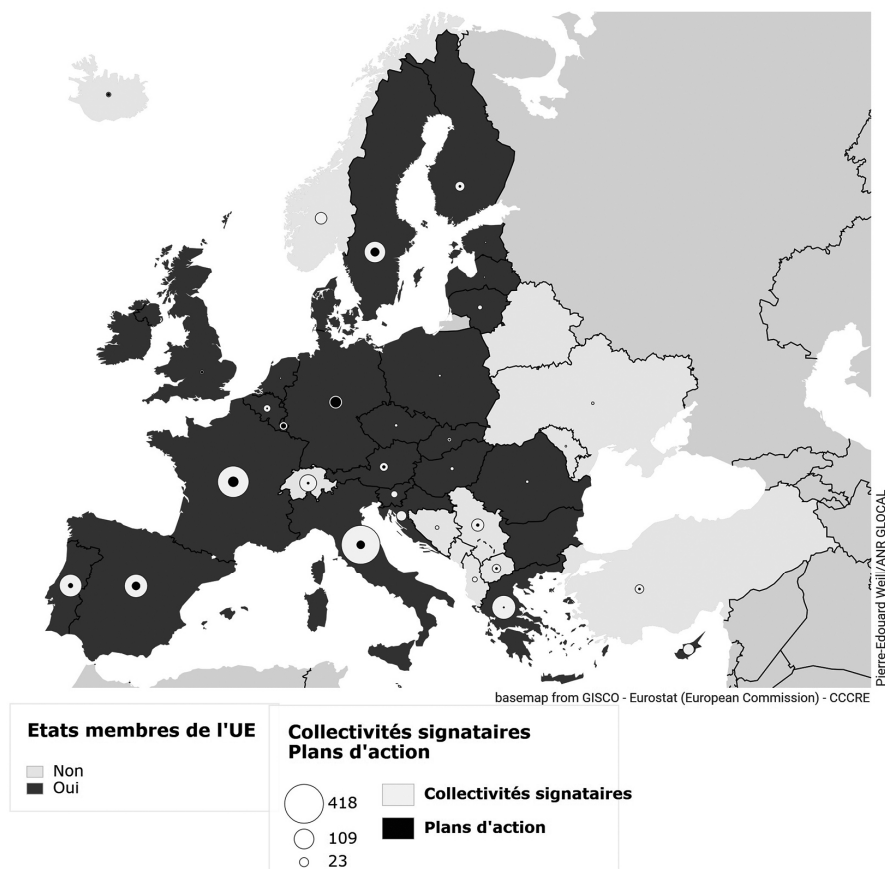 Pierre-Edouard Weill/ANR GLOCAL
basemap from GISCO - Eurostat (European Commission) - CCCRE
Etats membres de l'UE
Non
Oui
Collectivités signataires
Plans d'action
418
109
23
Collectivités signataires
Plans d'action